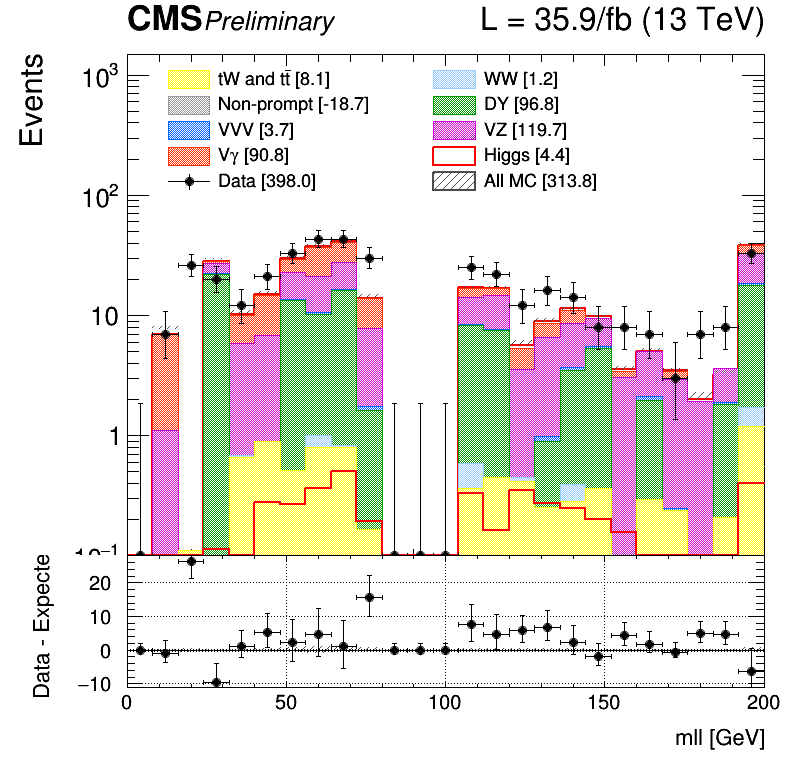 CMS Preliminary L = 35.9/fb (13 TeV)
Events
10³
10²
10
1
10⁻¹
tW and tt̄ [8.1]
WW [1.2]
Non-prompt [-18.7]
DY [96.8]
VVV [3.7]
VZ [119.7]
Vγ [90.8]
Higgs [4.4]
Data [398.0]
All MC [313.8]
Data - Expecte
20
10
0
−10
0 50 100 150 200
mll [GeV]